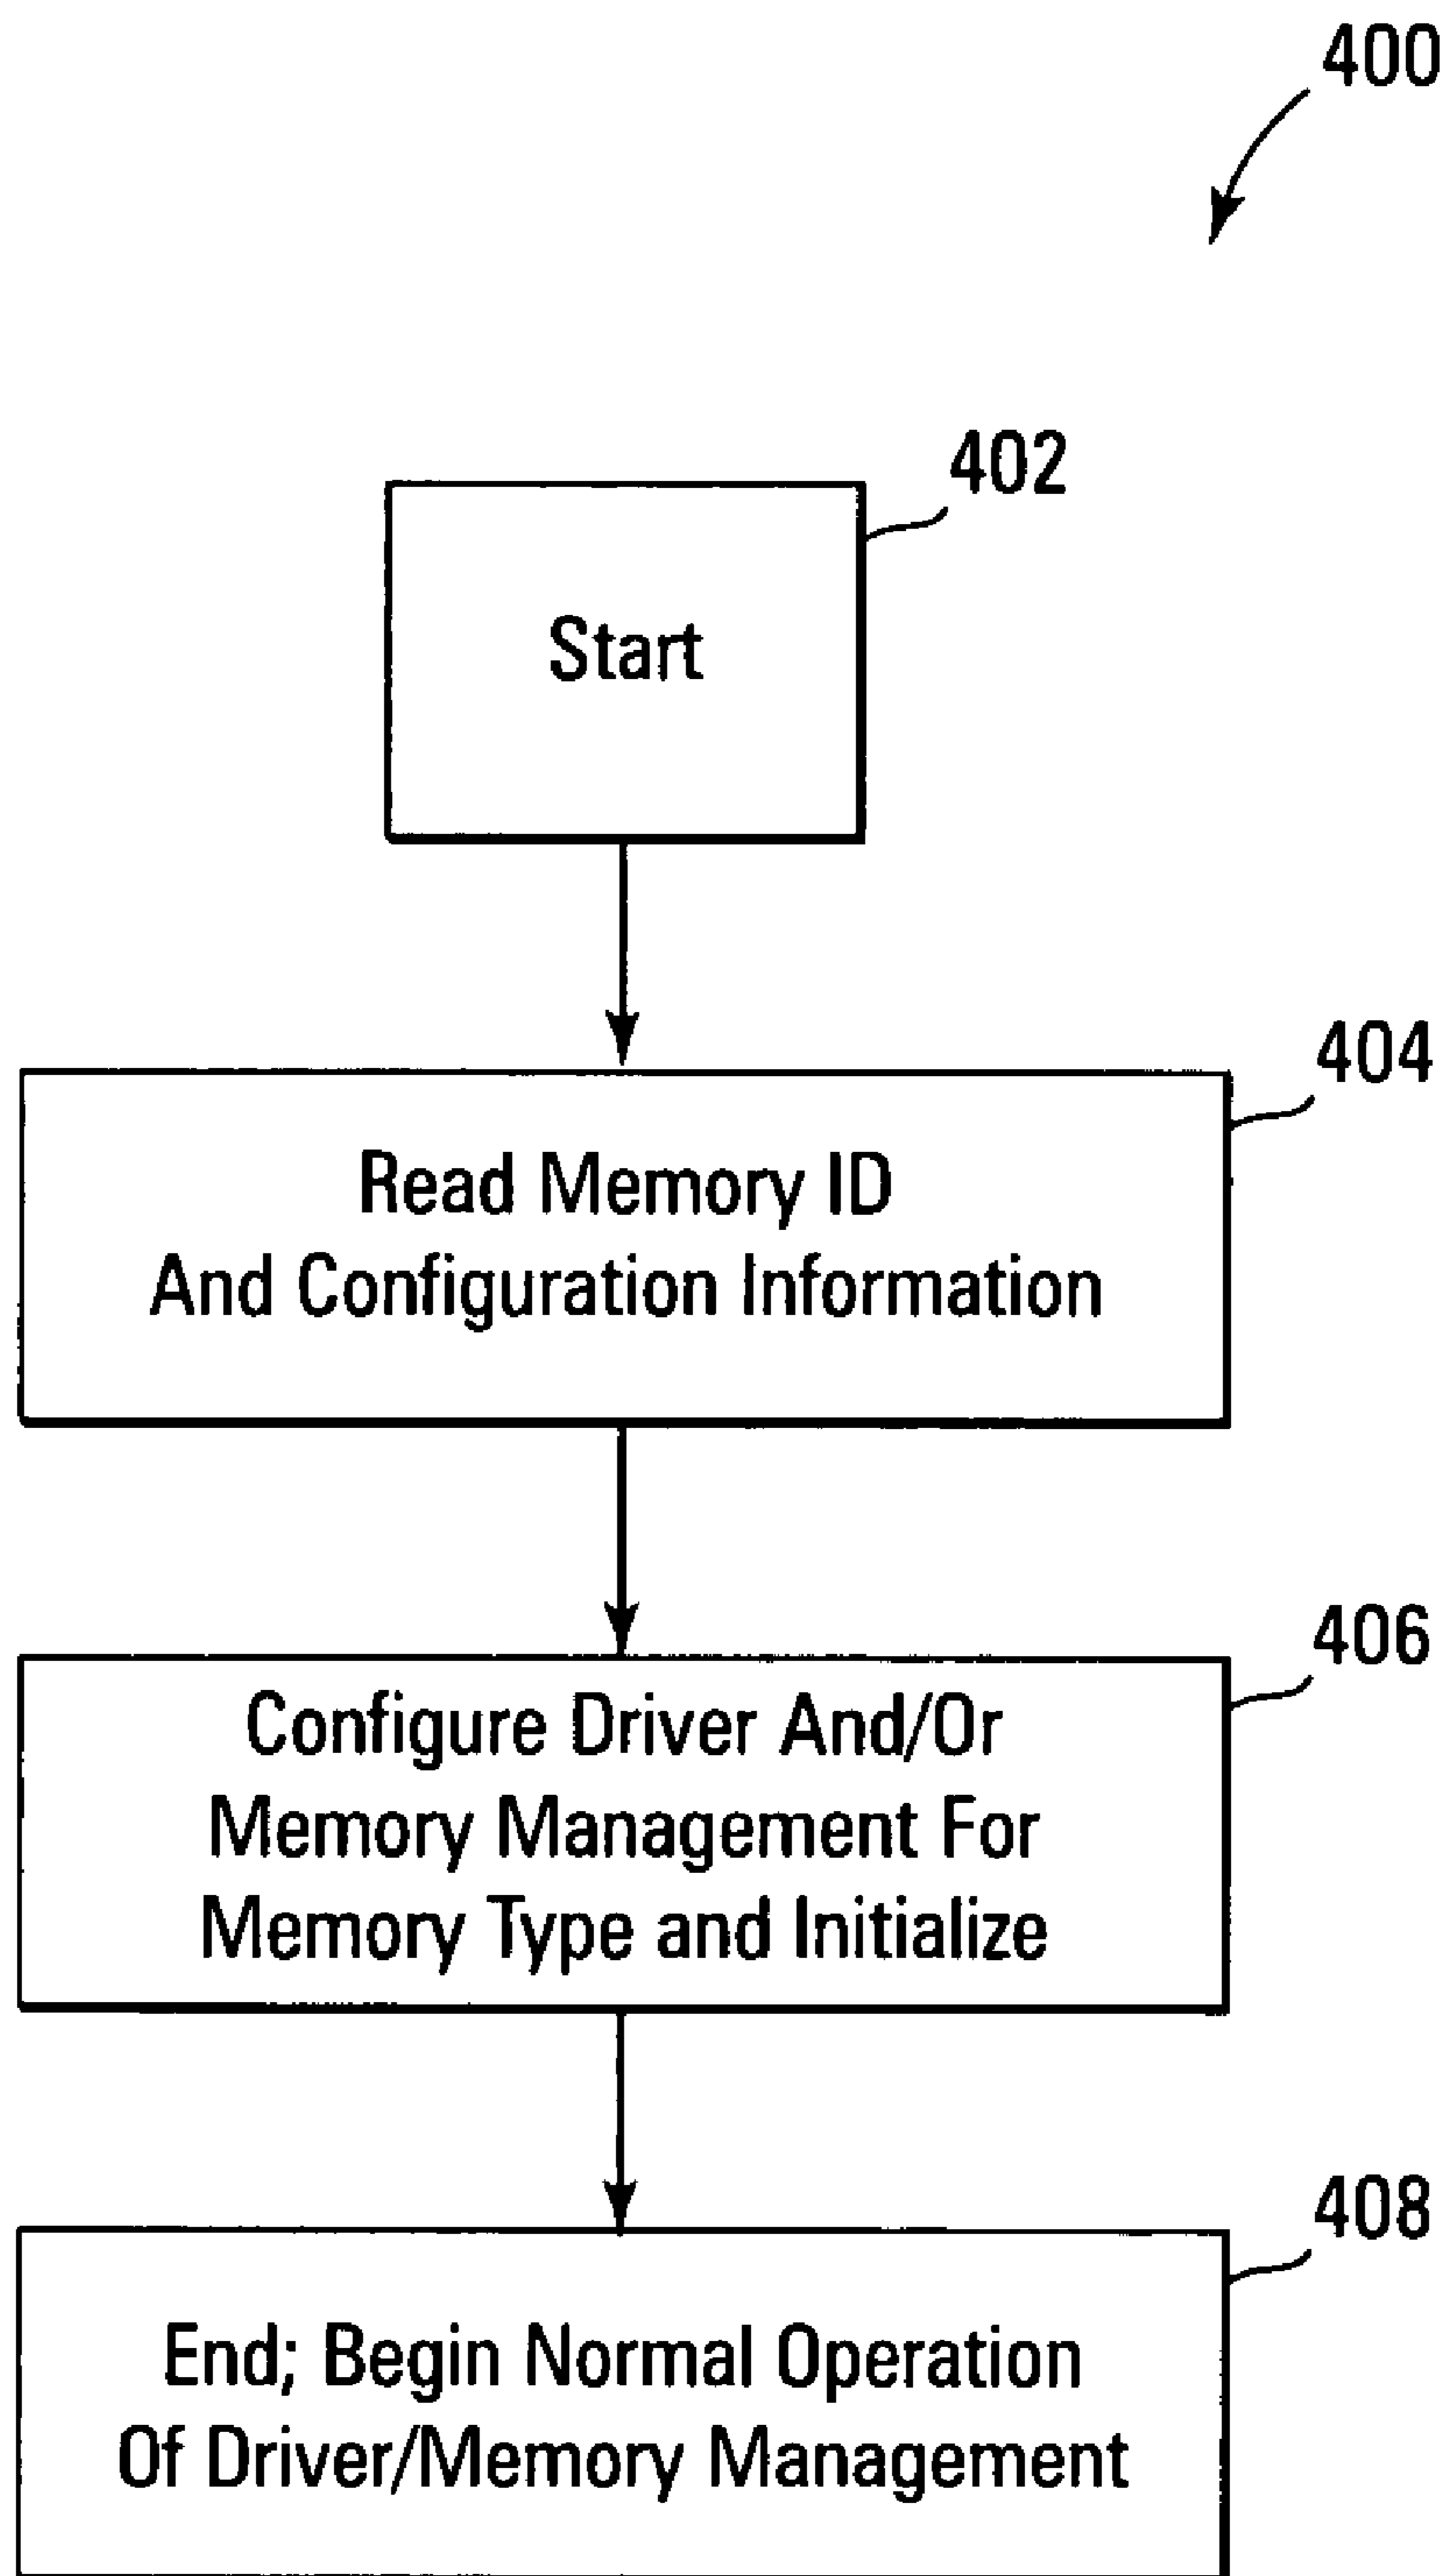 400
402
Start
404
Read Memory ID
And Configuration Information
406
Configure Driver And/Or
Memory Management For
Memory Type and Initialize
408
End; Begin Normal Operation
Of Driver/Memory Management